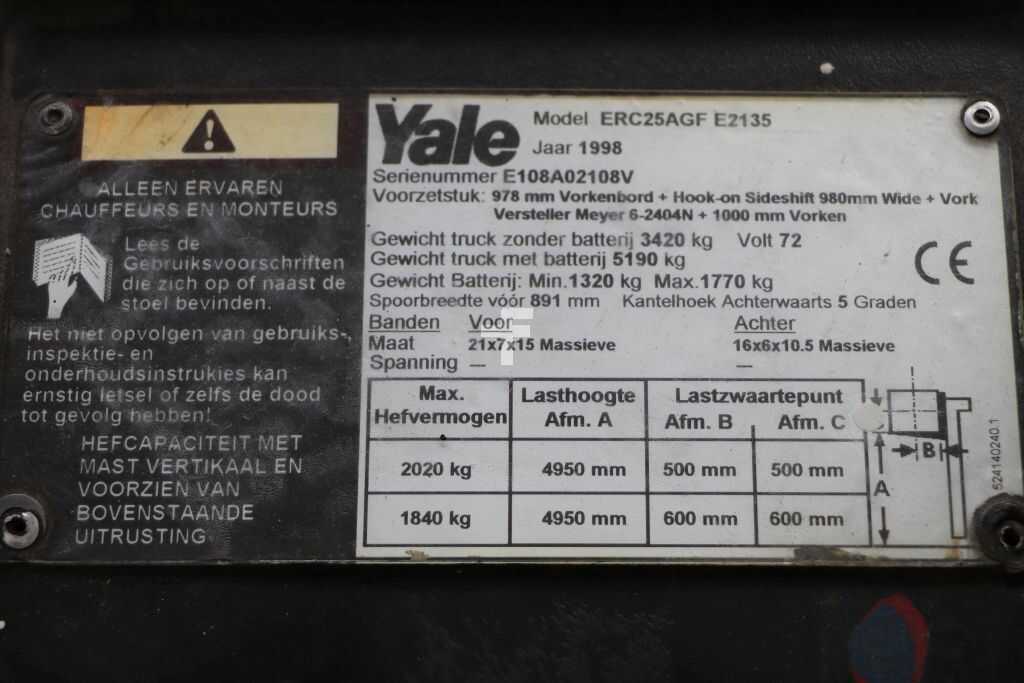 ALLEEN ERVAREN
CHAUFFEURS EN MONTEURS
Lees de
Gebruiksvoorschriften
die zich op of naast de
stoel bevinden.
Het niet opvolgen van gebruiks-,
inspektie- en
onderhoudsinstrukies kan
ernstig letsel of zelfs de dood
tot gevolg hebben!
HEFCAPACITEIT MET
MAST VERTIKAAL EN
VOORZIEN VAN
BOVENSTAANDE
UITRUSTING
Yale
Model ERC25AGF E2135
Jaar 1998
Serienummer E108A02108V
Voorzetstuk: 978 mm Vorkenbord + Hook-on Sideshift 980mm Wide + Vork
Versteller Meyer 6-2404N + 1000 mm Vorken
Gewicht truck zonder batterij 3420 kg Volt 72
Gewicht truck met batterij 5190 kg
Gewicht Batterij: Min.1320 kg Max.1770 kg
Spoorbreedte vóór 891 mm Kantelhoek Achterwaarts 5 Graden
CE
Banden Voor Achter
Maat 21x7x15 Massieve 16x6x10.5 Massieve
Spanning — —
Max. Lasthoogte Lastzwaartepunt
Hefvermogen Afm. A Afm. B Afm. C
2020 kg 4950 mm 500 mm 500 mm
1840 kg 4950 mm 600 mm 600 mm
B
A
524140240.1